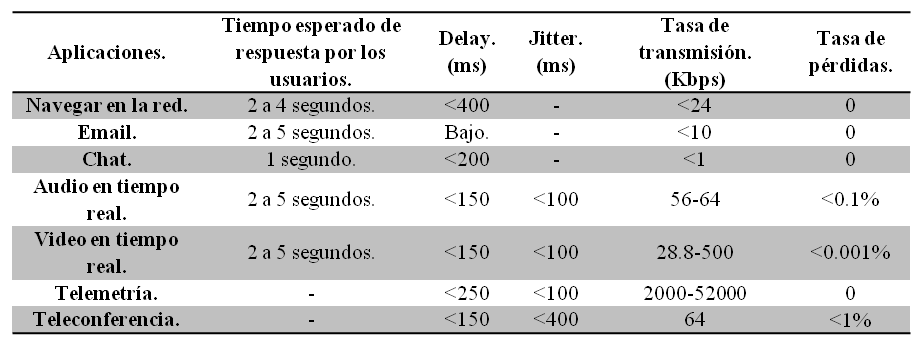 Aplicaciones. Tiempo esperado de respuesta por los usuarios. Delay. (ms) Jitter. (ms) Tasa de transmisión. (Kbps) Tasa de pérdidas.
Navegar en la red. 2 a 4 segundos. <400 - <24 0
Email. 2 a 5 segundos. Bajo. - <10 0
Chat. 1 segundo. <200 - <1 0
Audio en tiempo real. 2 a 5 segundos. <150 <100 56-64 <0.1%
Video en tiempo real. 2 a 5 segundos. <150 <100 28.8-500 <0.001%
Telemetría. - <250 <100 2000-52000 0
Teleconferencia. - <150 <400 64 <1%